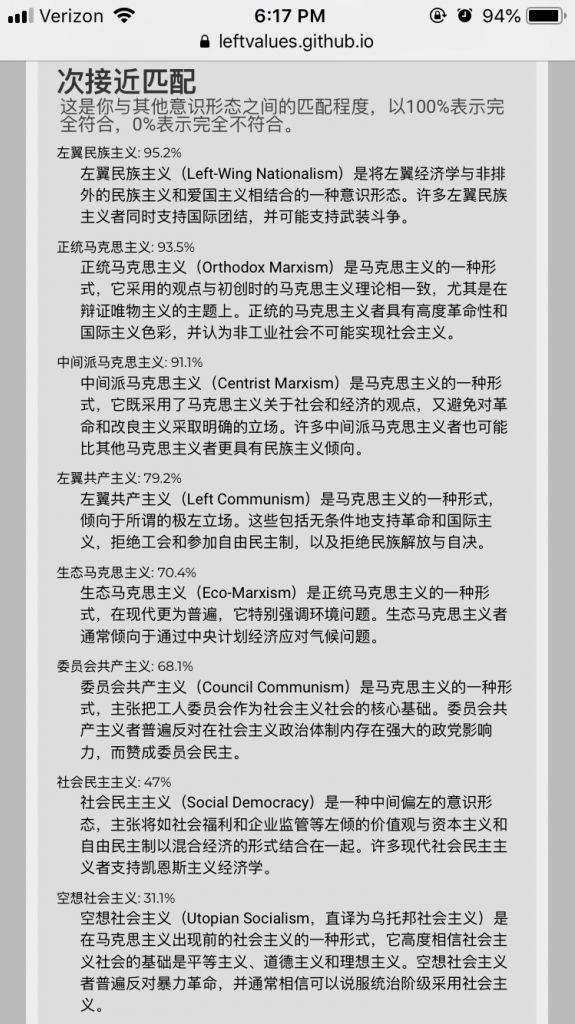 Verizon 6:17 PM 94%
leftvalues.github.io
次接近匹配
这是你与其他意识形态之间的匹配程度，以100%表示完
全符合，0%表示完全不符合。
左翼民族主义: 95.2%
左翼民族主义（Left-Wing Nationalism）是将左翼经济学与非排
外的民族主义和爱国主义相结合的一种意识形态。许多左翼民族
主义者同时支持国际团结，并可能支持武装斗争。
正统马克思主义: 93.5%
正统马克思主义（Orthodox Marxism）是马克思主义的一种形
式，它采用的观点与初创时的马克思主义理论相一致，尤其是在
辩证唯物主义的主题上。正统的马克思主义者具有高度革命性和
国际主义色彩，并认为非工业社会不可能实现社会主义。
中间派马克思主义: 91.1%
中间派马克思主义（Centrist Marxism）是马克思主义的一种形
式，它既采用了马克思主义关于社会和经济的观点，又避免对革
命和改良主义采取明确的立场。许多中间派马克思主义者也可能
比其他马克思主义者更具有民族主义倾向。
左翼共产主义: 79.2%
左翼共产主义（Left Communism）是马克思主义的一种形式，
倾向于所谓的极左立场。这些包括无条件地支持革命和国际主
义，拒绝工会和参加自由民主制，以及拒绝民族解放与自决。
生态马克思主义: 70.4%
生态马克思主义（Eco-Marxism）是正统马克思主义的一种形
式，在现代更为普遍，它特别强调环境问题。生态马克思主义者
通常倾向于通过中央计划经济应对气候问题。
委员会共产主义: 68.1%
委员会共产主义（Council Communism）是马克思主义的一种形
式，主张把工人委员会作为社会主义社会的核心基础。委员会共
产主义者普遍反对在社会主义政治体制内存在强大的政党影响
力，而赞成委员会民主。
社会民主主义: 47%
社会民主主义（Social Democracy）是一种中间偏左的意识形
态，主张将如社会福利和企业监管等左倾的价值观与资本主义和
自由民主制以混合经济的形式结合在一起。许多现代社会民主主
义者支持凯恩斯主义经济学。
空想社会主义: 31.1%
空想社会主义（Utopian Socialism，直译为乌托邦社会主义）是
在马克思主义出现前的社会主义的一种形式，它高度相信社会主
义社会的基础是平等主义、道德主义和理想主义。空想社会主义
者普遍反对暴力革命，并通常相信可以说服统治阶级采用社会主
义。